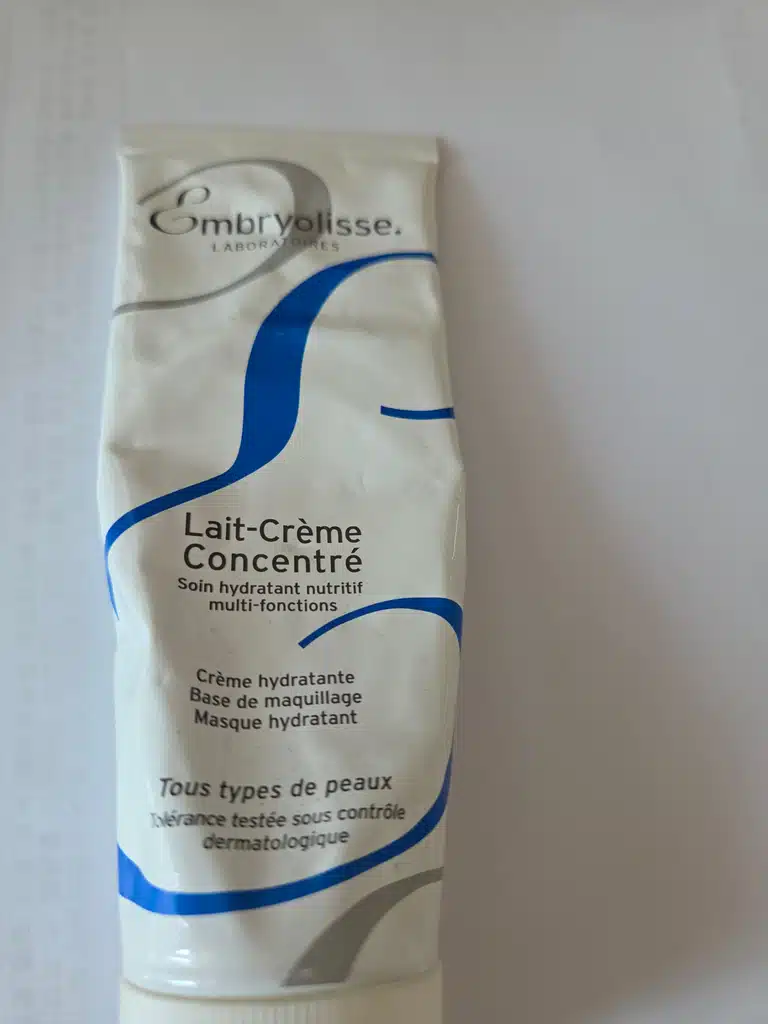 Embryolisse.
LABORATOIRES
Lait-Crème
Concentré
Soin hydratant nutritif
multi-fonctions
Crème hydratante
Base de maquillage
Masque hydratant
Tous types de peaux
Tolérance testée sous contrôle
dermatologique